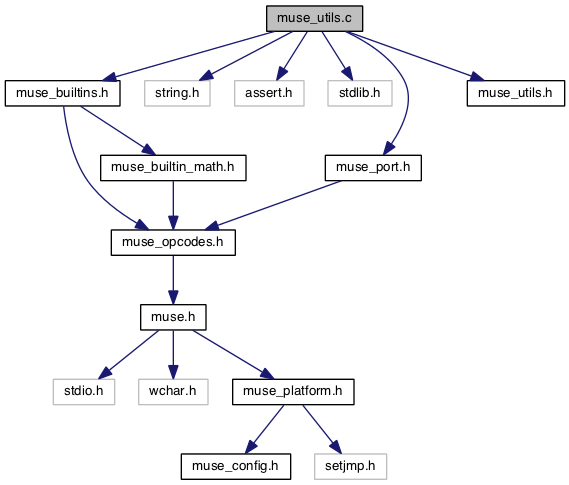 muse_utils.c
muse_builtins.h
string.h
assert.h
stdlib.h
muse_utils.h
muse_builtin_math.h
muse_port.h
muse_opcodes.h
muse.h
stdio.h
wchar.h
muse_platform.h
muse_config.h
setjmp.h